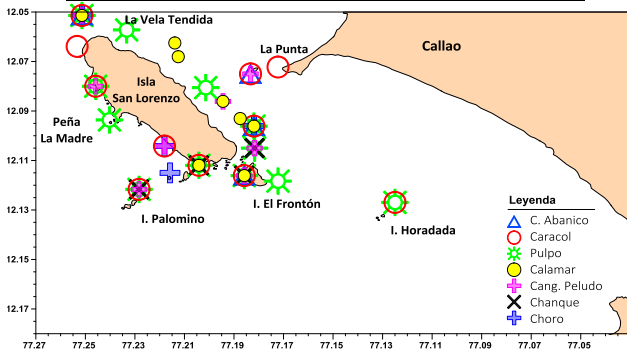 12.05
12.07
12.09
12.11
12.13
12.15
12.17
La Vela Tendida
La Punta
Callao
Isla
San Lorenzo
Peña
La Madre
I. Palomino
I. El Frontón
I. Horadada
Leyenda
C. Abanico
Caracol
Pulpo
Calamar
Cang. Peludo
Chanque
Choro
77.27
77.25
77.23
77.21
77.19
77.17
77.15
77.13
77.11
77.09
77.07
77.05